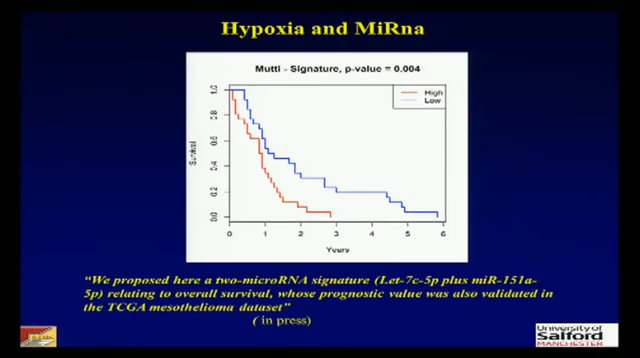 Hypoxia and MiRna
Mutti - Signature, p-value = 0.004
High
Low
Survival
1.0
0.8
0.6
0.4
0.2
0.0
0 1 2 3 4 5 6
Years
“We proposed here a two-microRNA signature (Let-7c-5p plus miR-151a-
5p) relating to overall survival, whose prognostic value was also validated in
the TCGA mesothelioma dataset”
( in press)
University of
Salford
MANCHESTER